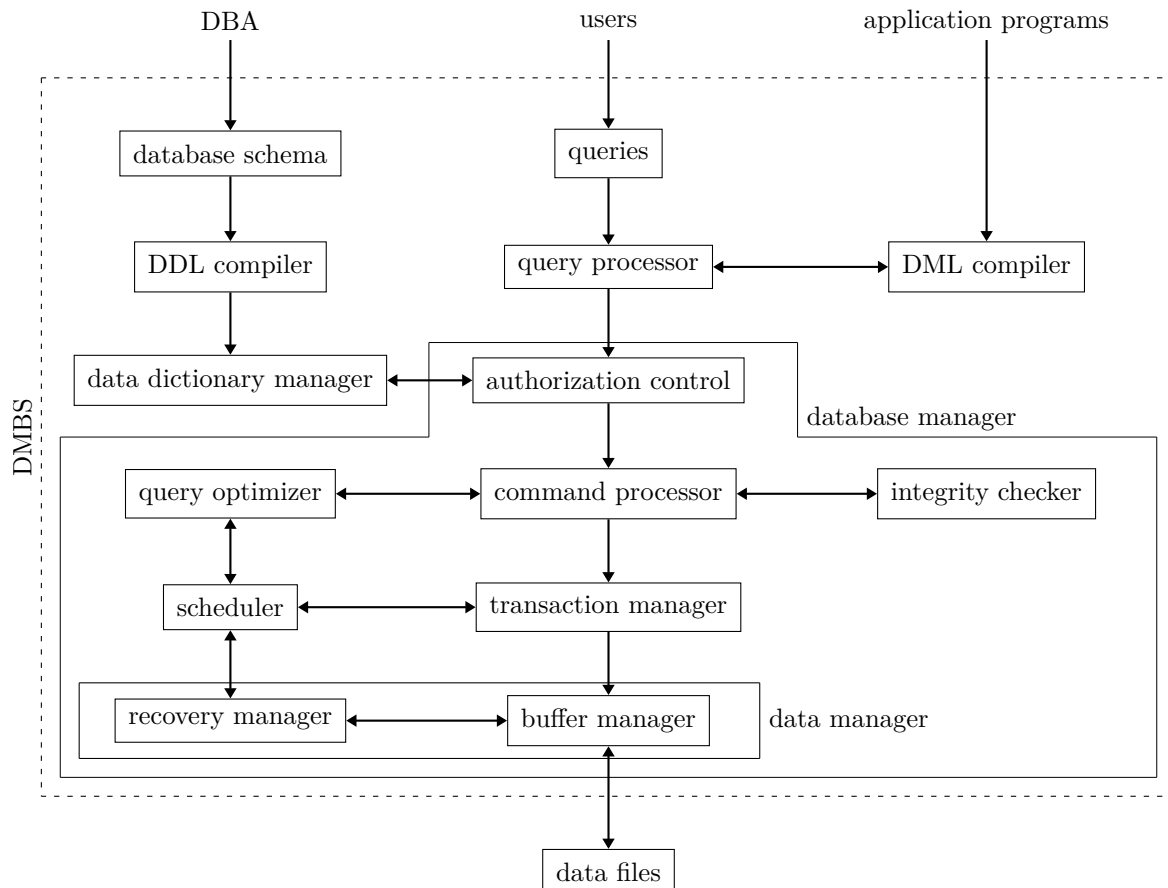 DBA
users
application programs
database schema
queries
DDL compiler
query processor
DML compiler
data dictionary manager
authorization control
database manager
DMBS
query optimizer
command processor
integrity checker
scheduler
transaction manager
recovery manager
buffer manager
data manager
data files